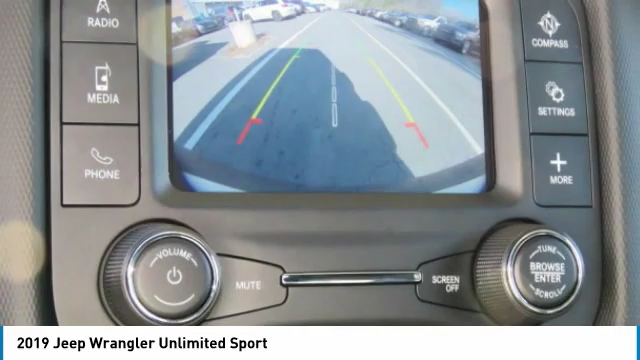 RADIO
COMPASS
MEDIA
SETTINGS
PHONE
MORE
VOLUME
MUTE
SCREEN
OFF
TUNE
BROWSE
ENTER
SCROLL
2019 Jeep Wrangler Unlimited Sport